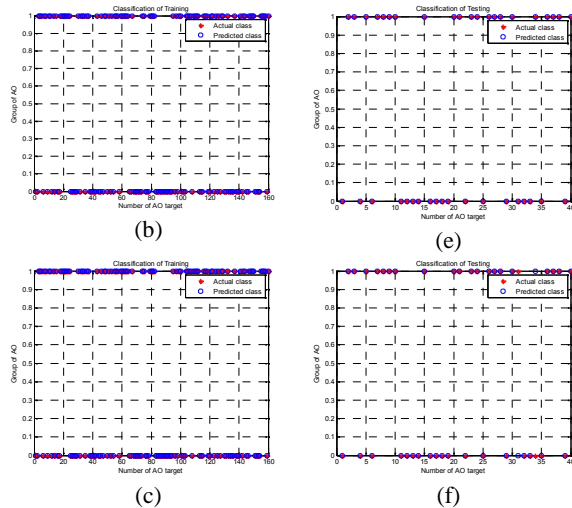 Classification of Training
1
0.9
0.8
0.7
0.6
0.5
0.4
0.3
0.2
0.1
0
Group of AO
Actual class
Predicted class
0 20 40 60 80 100 120 140 160
Number of AO target
(b)
Classification of Testing
1
0.9
0.8
0.7
0.6
0.5
0.4
0.3
0.2
0.1
0
Group of AO
Actual class
Predicted class
0 5 10 15 20 25 30 35 40
Number of AO target
(e)
Classification of Training
1
0.9
0.8
0.7
0.6
0.5
0.4
0.3
0.2
0.1
0
Group of AO
Actual class
Predicted class
0 20 40 60 80 100 120 140 160
Number of AO target
(c)
Classification of Testing
1
0.9
0.8
0.7
0.6
0.5
0.4
0.3
0.2
0.1
0
Group of AO
Actual class
Predicted class
0 5 10 15 20 25 30 35 40
Number of AO target
(f)